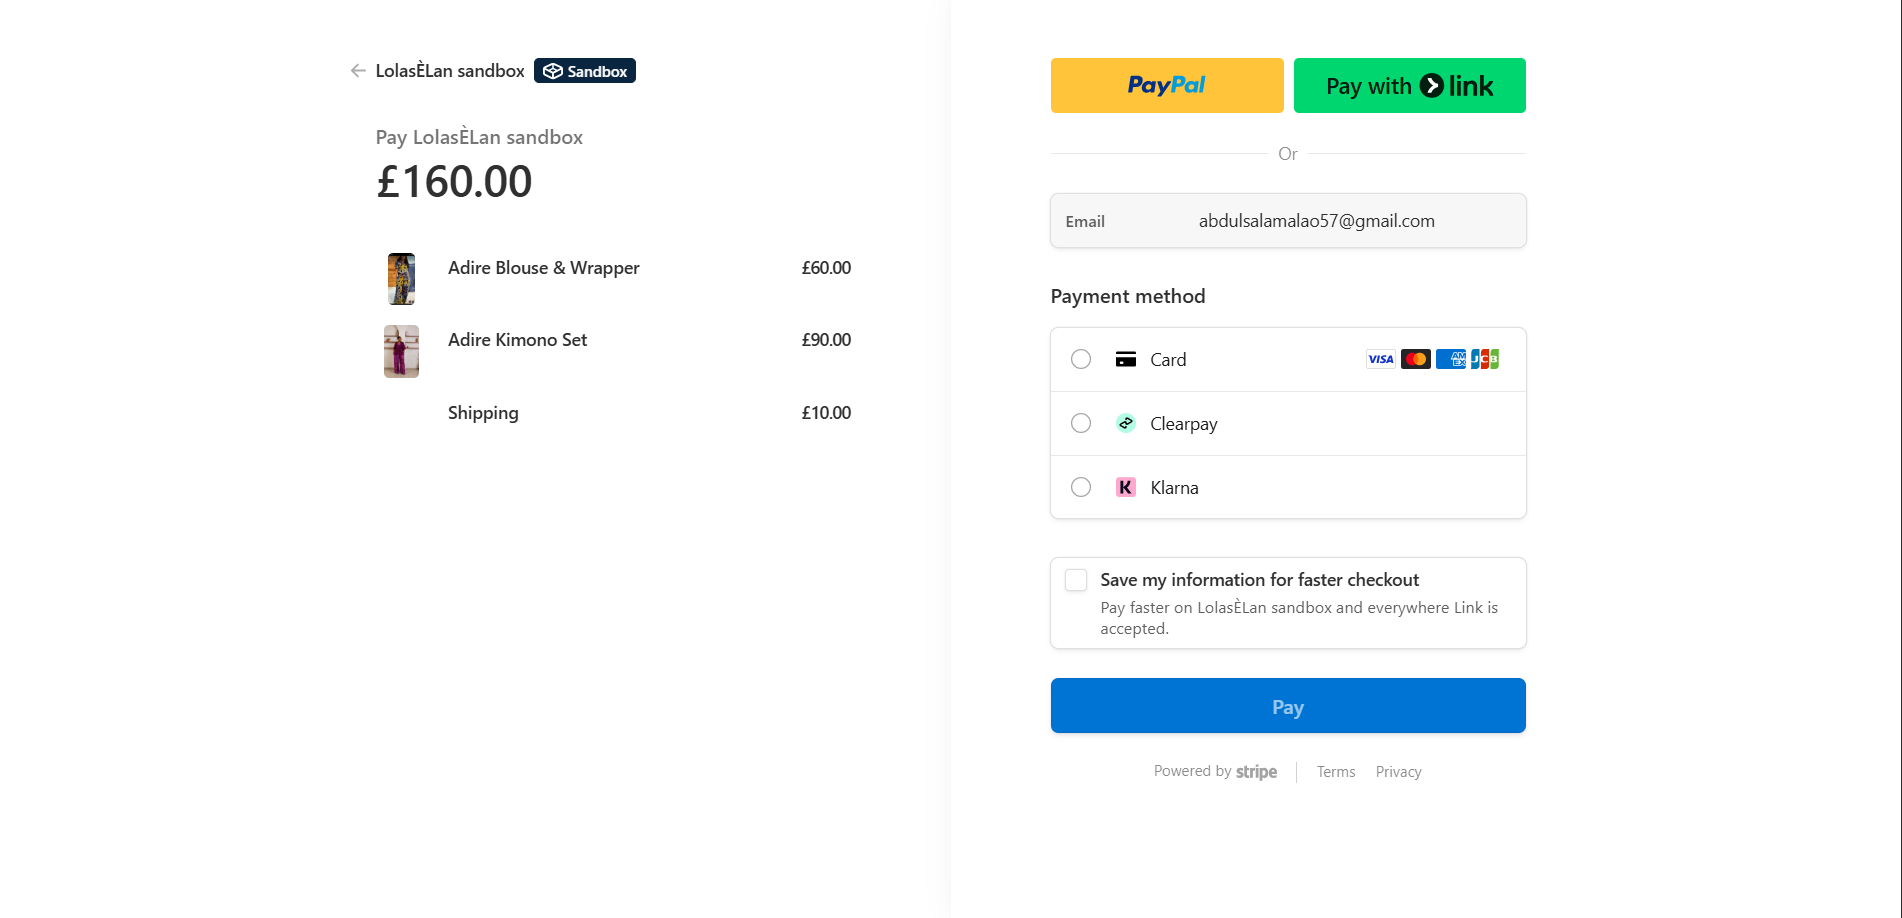 LolasÈLan sandbox Sandbox
Pay LolasÈLan sandbox
£160.00
Adire Blouse & Wrapper £60.00
Adire Kimono Set £90.00
Shipping £10.00
PayPal Pay with link
Or
Email abdulsalamalao57@gmail.com
Payment method
Card VISA AMEX JCB
Clearpay
K Klarna
Save my information for faster checkout
Pay faster on LolasÈLan sandbox and everywhere Link is
accepted.
Pay
Powered by stripe Terms Privacy